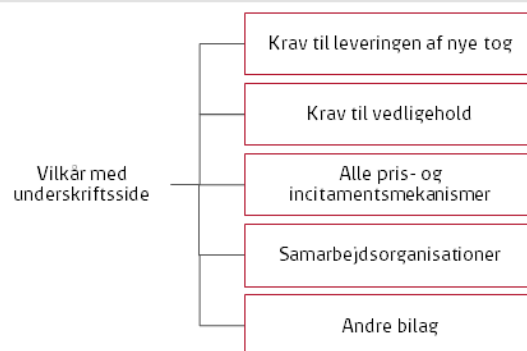 Vilkår med
underskriftsside
Krav til leveringen af nye tog
Krav til vedligehold
Alle pris- og
incitamentsmekanismer
Samarbejdsorganisationer
Andre bilag